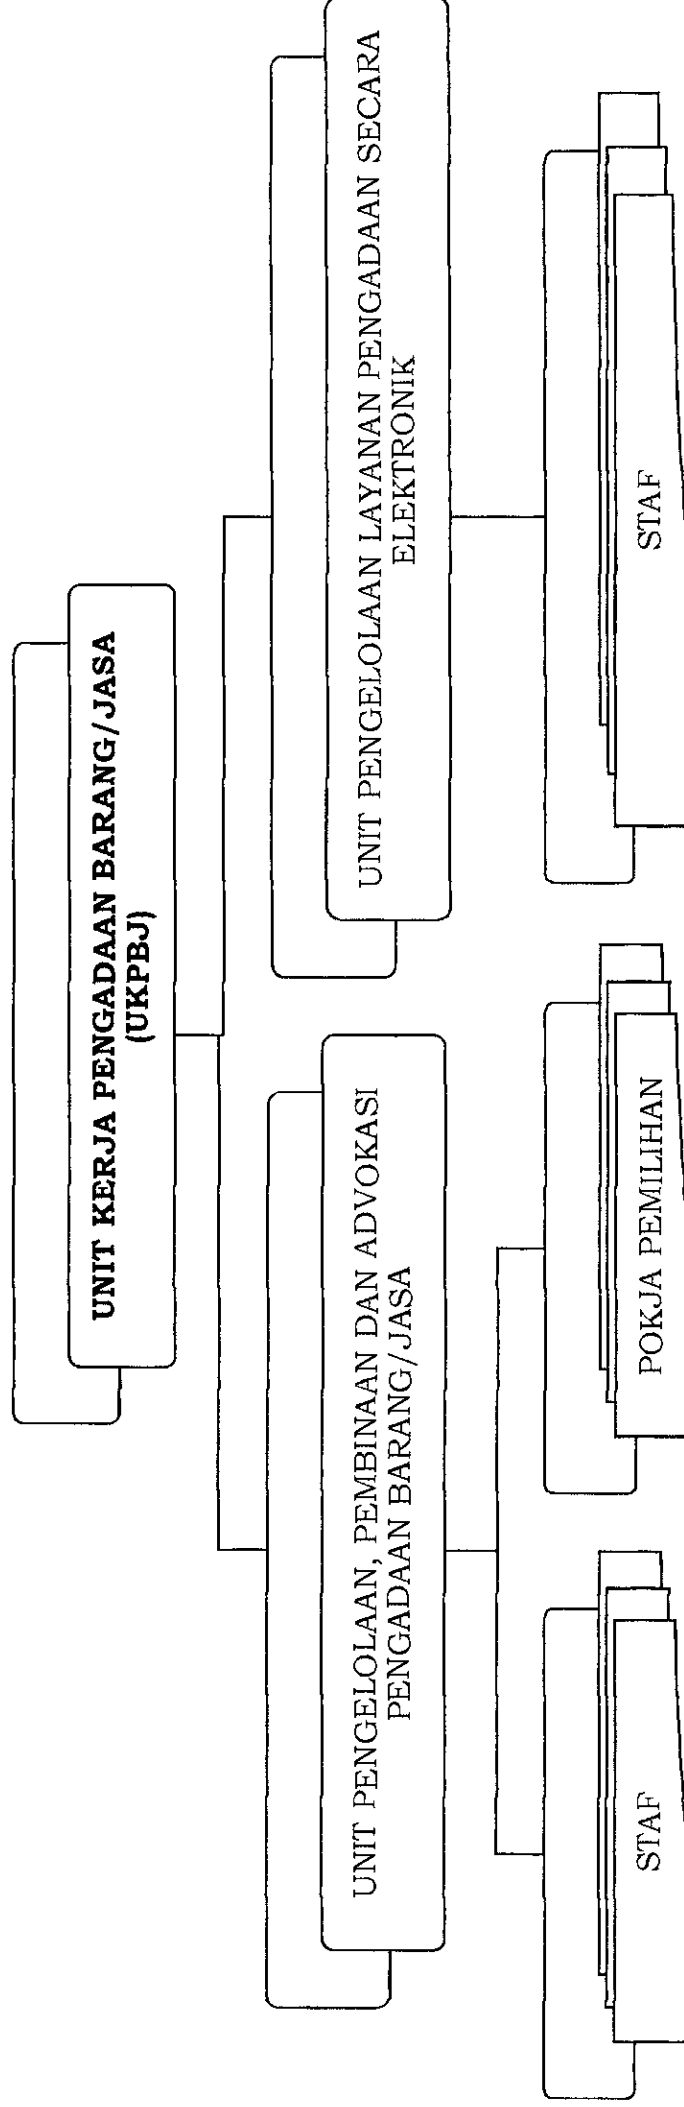 UNIT KERJA PENGADAAN BARANG/JASA
(UKPBJ)
UNIT PENGELOLAAN, PEMBINAAN DAN ADVOKASI
PENGADAAN BARANG/JASA
UNIT PENGELOLAAN LAYANAN PENGADAAN SECARA
ELEKTRONIK
STAF
POKJA PEMILIHAN
STAF